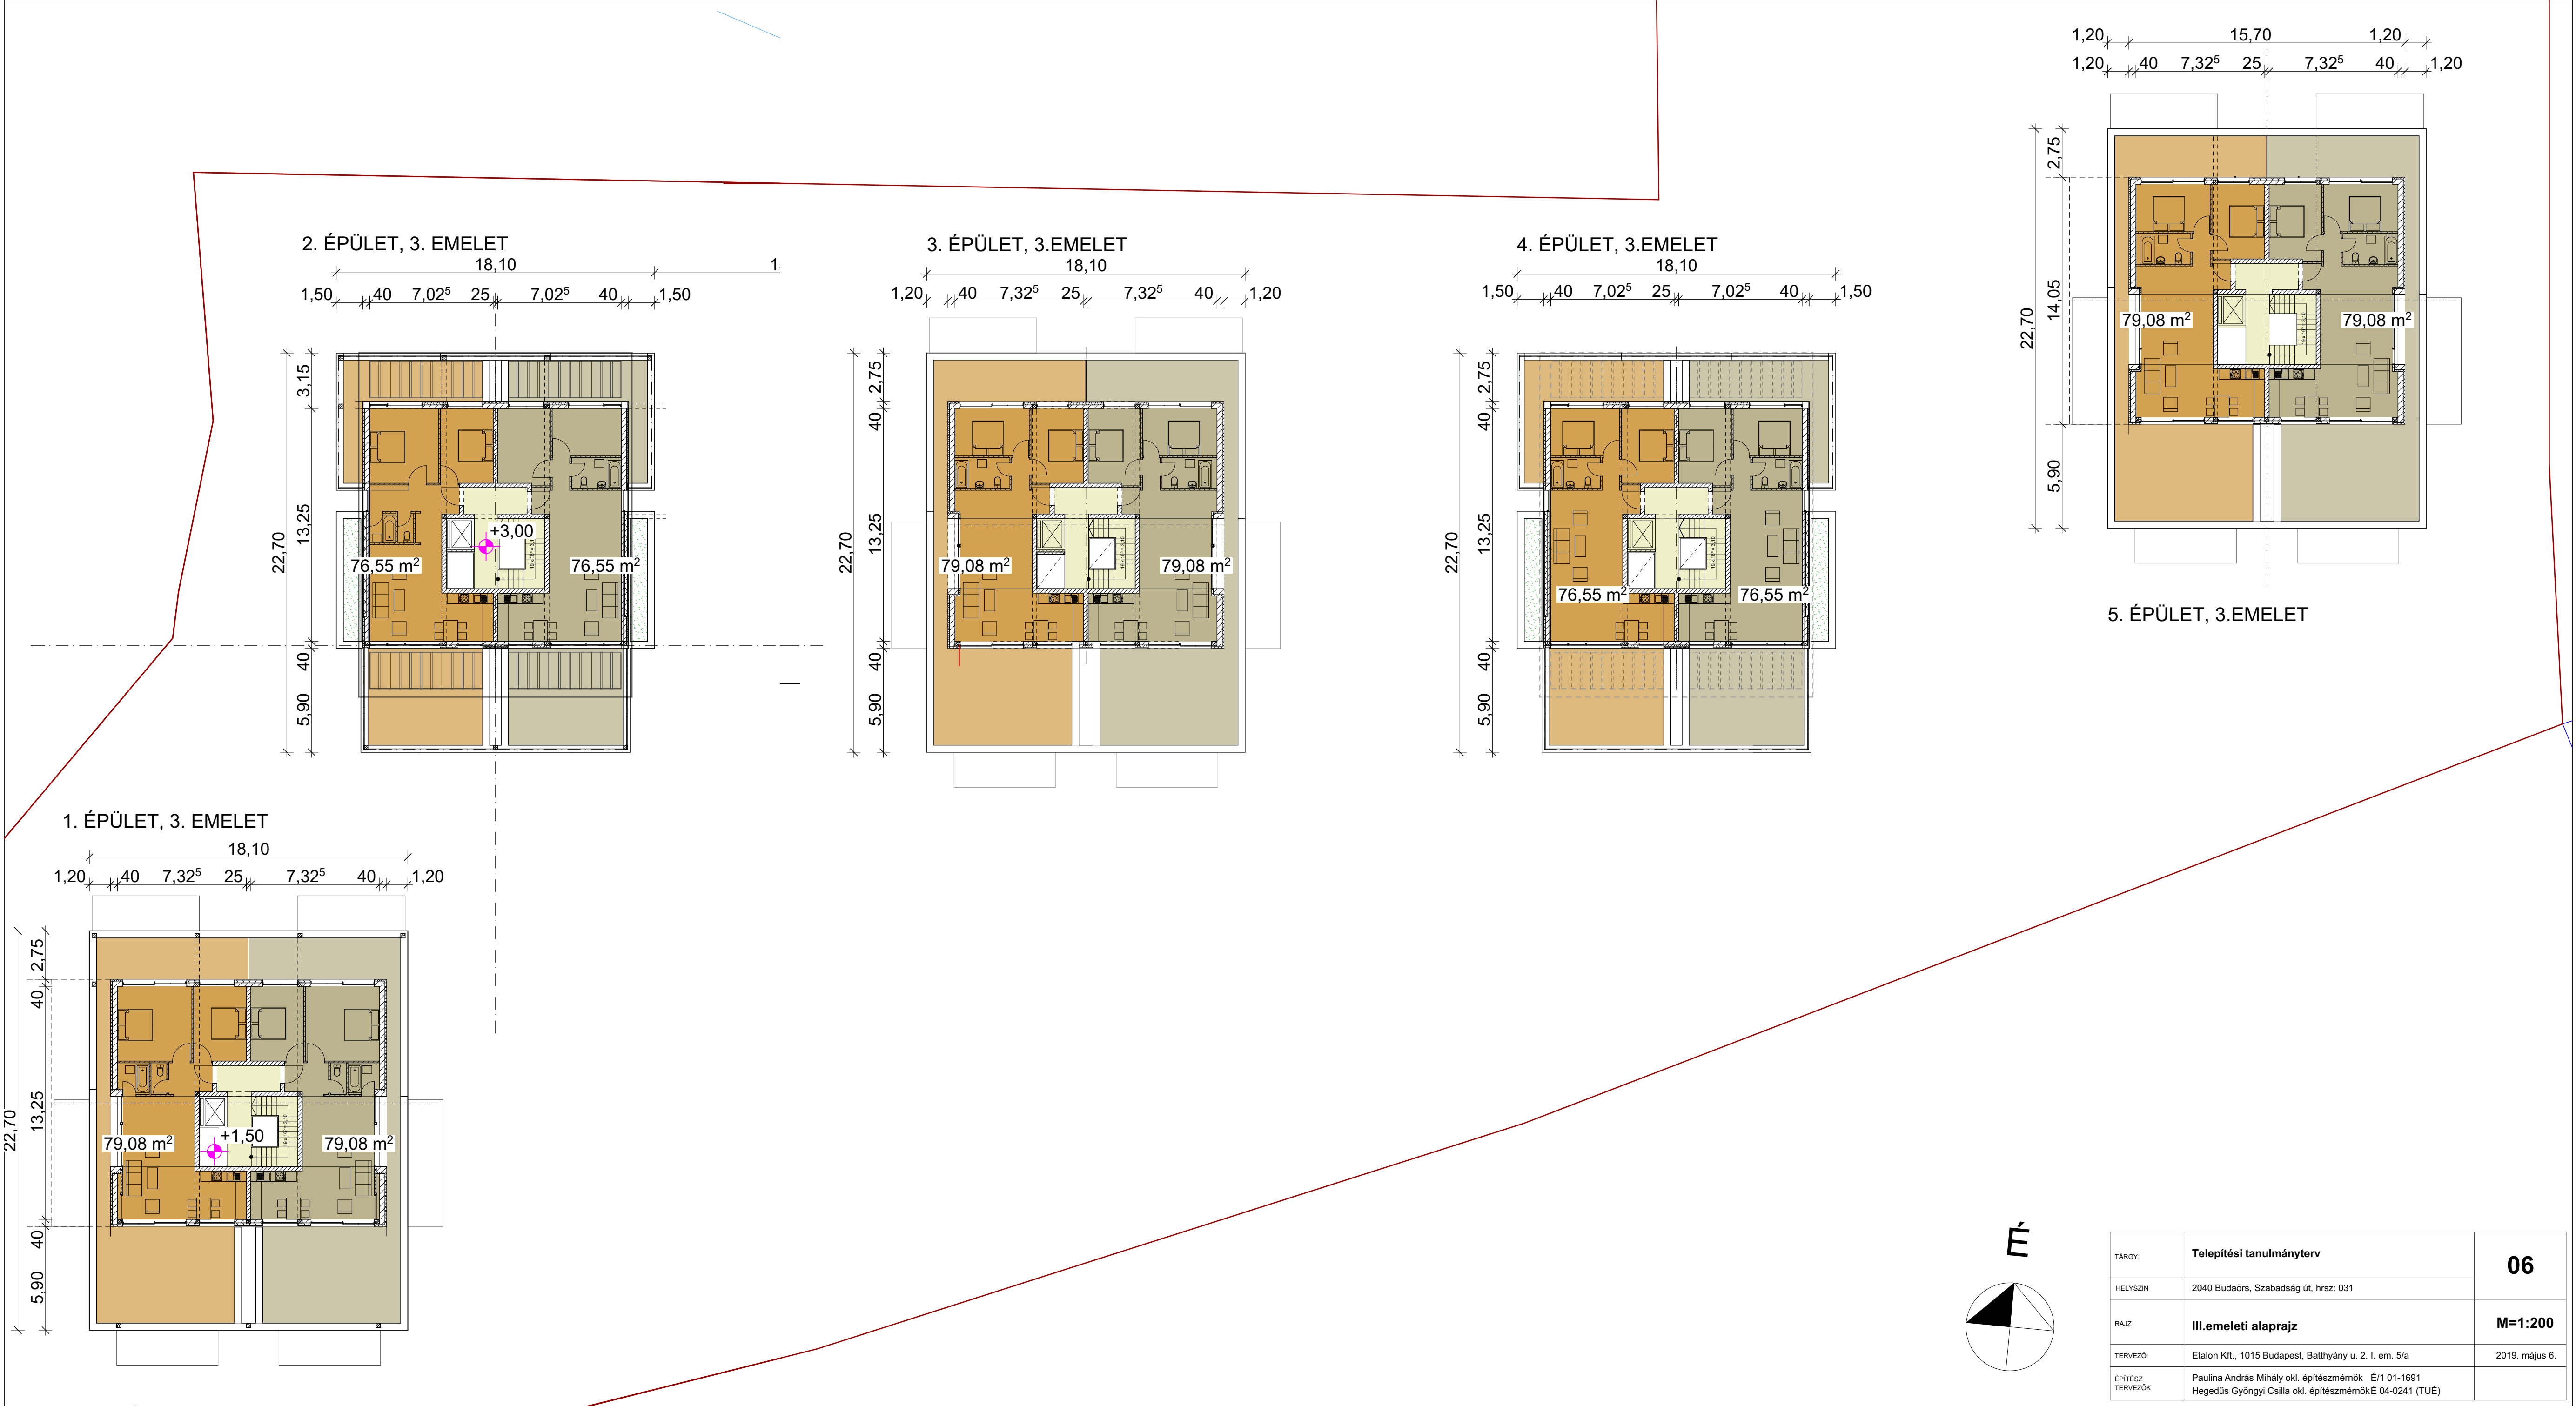 1,20 15,70 1,20
1,20 40 7,32⁵ 25 7,32⁵ 40 1,20
22,70
2,75
14,05
5,90
79,08 m²
79,08 m²
5. ÉPÜLET, 3.EMELET
2. ÉPÜLET, 3. EMELET
18,10
1,50 40 7,02⁵ 25 7,02⁵ 40 1,50
22,70
3,15
13,25
40
5,90
+3,00
76,55 m²
76,55 m²
3. ÉPÜLET, 3.EMELET
18,10
1,20 40 7,32⁵ 25 7,32⁵ 40 1,20
22,70
2,75
40
13,25
40
5,90
79,08 m²
79,08 m²
4. ÉPÜLET, 3.EMELET
18,10
1,50 40 7,02⁵ 25 7,02⁵ 40 1,50
22,70
2,75
40
13,25
40
5,90
76,55 m²
76,55 m²
1. ÉPÜLET, 3. EMELET
18,10
1,20 40 7,32⁵ 25 7,32⁵ 40 1,20
22,70
2,75
40
13,25
40
5,90
+1,50
79,08 m²
79,08 m²
É
TÁRGY: Telepítési tanulmányterv
06
HELYSZÍN 2040 Budaörs, Szabadság út, hrsz: 031
RAJZ III.emeleti alaprajz M=1:200
TERVEZŐ: Etalon Kft., 1015 Budapest, Batthyány u. 2. I. em. 5/a 2019. május 6.
ÉPÍTÉSZ TERVEZŐK
Paulina András Mihály okl. építészmérnök É/1 01-1691
Hegedűs Gyöngyi Csilla okl. építészmérnök É 04-0241 (TUÉ)